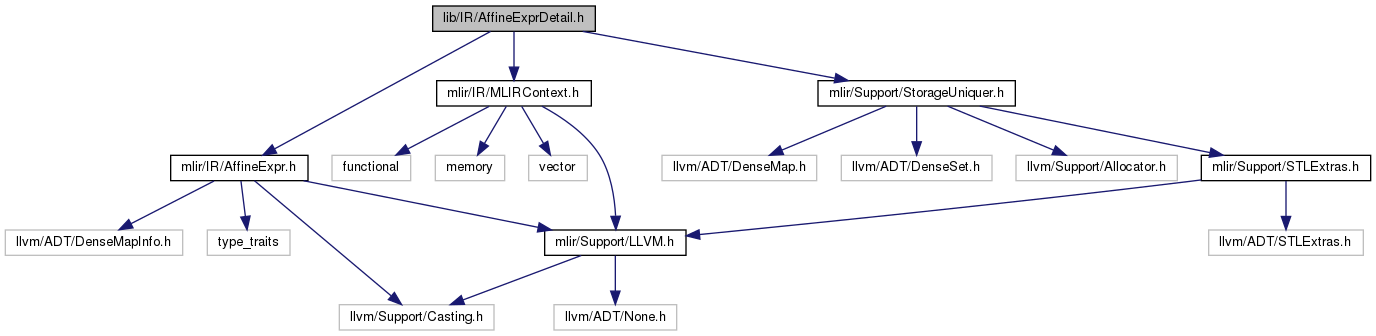 lib/IR/AffineExprDetail.h
mlir/IR/MLIRContext.h
mlir/Support/StorageUniquer.h
mlir/IR/AffineExpr.h
functional
memory
vector
llvm/ADT/DenseMap.h
llvm/ADT/DenseSet.h
llvm/Support/Allocator.h
mlir/Support/STLExtras.h
llvm/ADT/DenseMapInfo.h
type_traits
mlir/Support/LLVM.h
llvm/ADT/STLExtras.h
llvm/Support/Casting.h
llvm/ADT/None.h